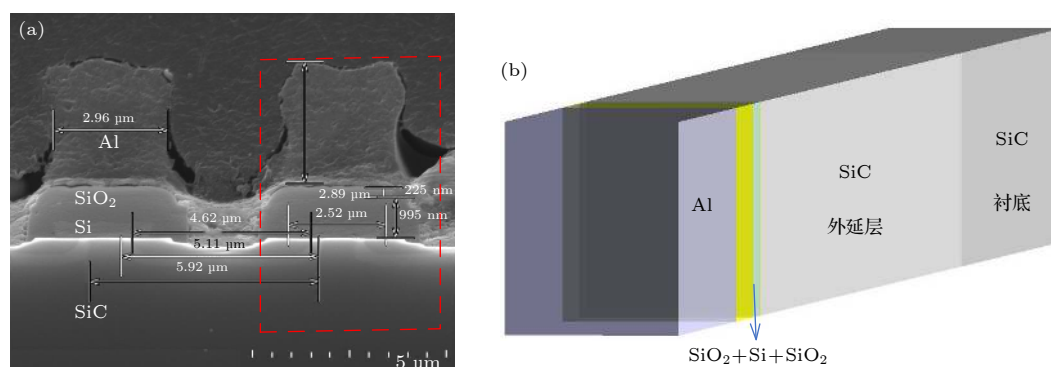 (a)
2.96 µm
Al
SiO2
2.89 µm
225 nm
4.62 µm
2.52 µm
995 nm
Si
5.11 µm
5.92 µm
SiC
5 µm
(b)
Al
SiC
外延层
SiC
衬底
SiO2+Si+SiO2